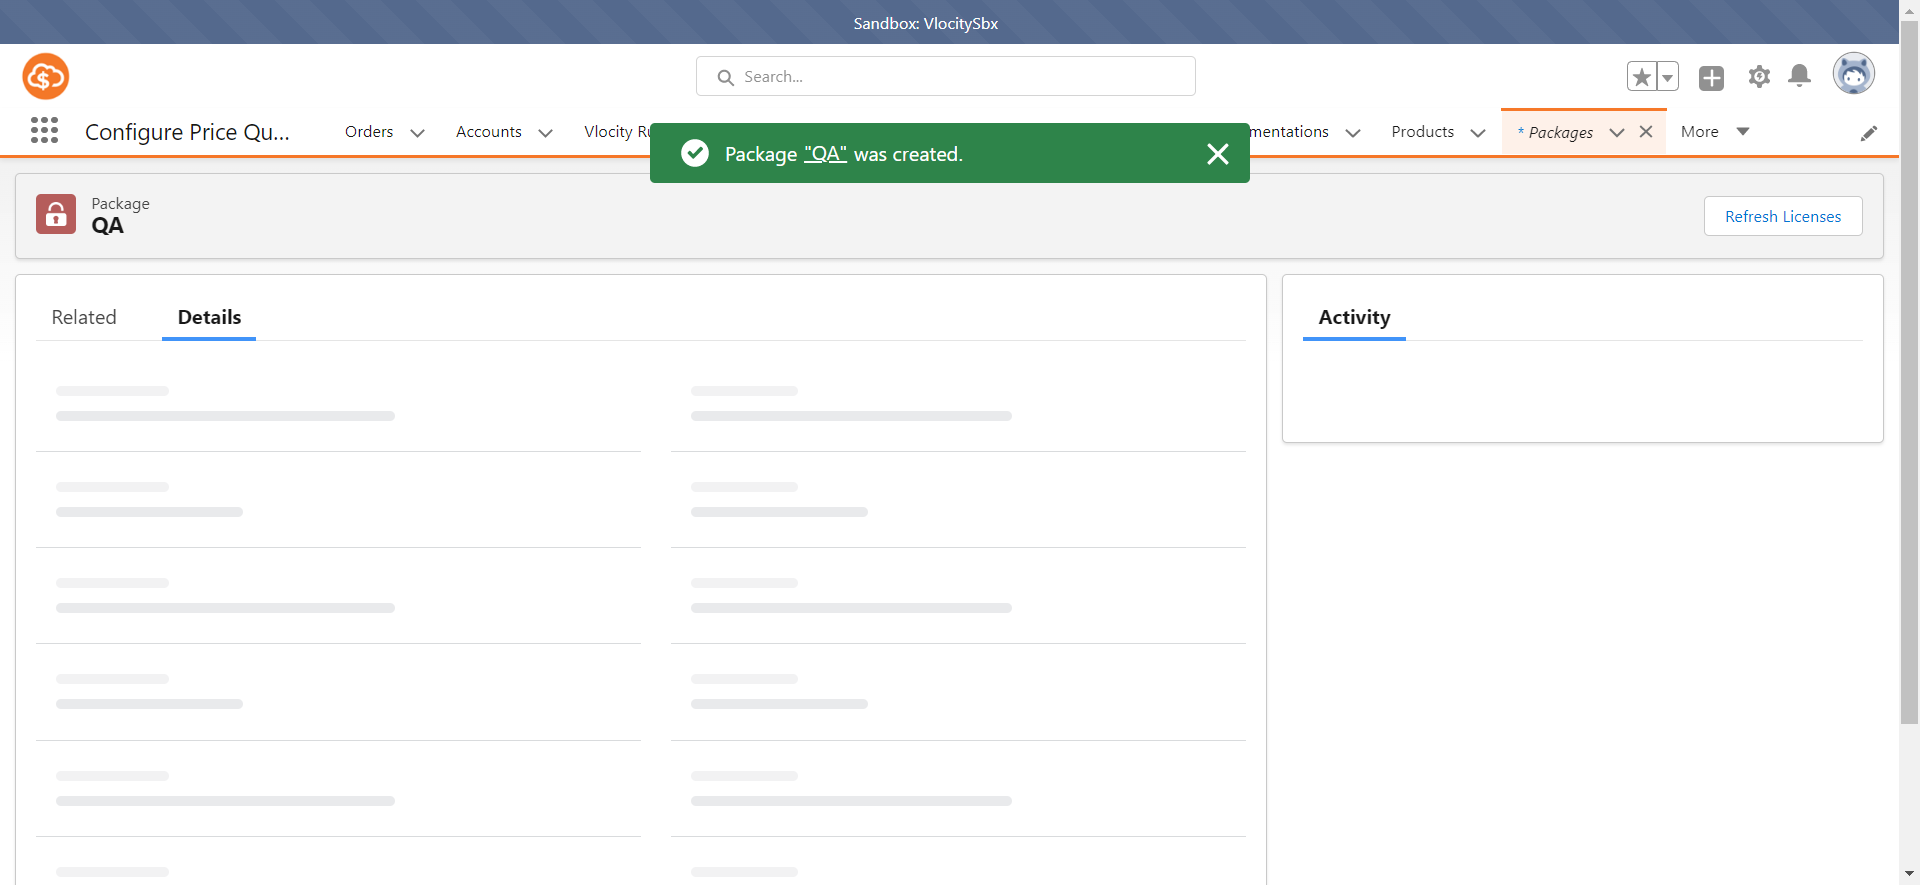 Sandbox: VlocitySbx
Search...
Configure Price Qu...
Orders
Accounts
Vlocity Ru
mentations
Products
* Packages
More
Package "QA" was created.
Package
QA
Refresh Licenses
Related
Details
Activity